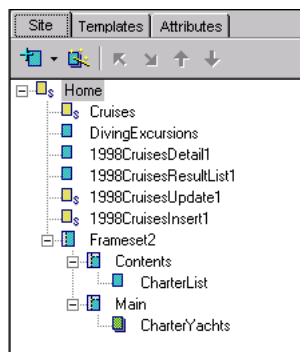 Site Templates Attributes
Home
s Cruises
DivingExcursions
1998CruisesDetail1
1998CruisesResultList1
s 1998CruisesUpdate1
s 1998CruisesInsert1
Frameset2
Contents
CharterList
Main
CharterYachts